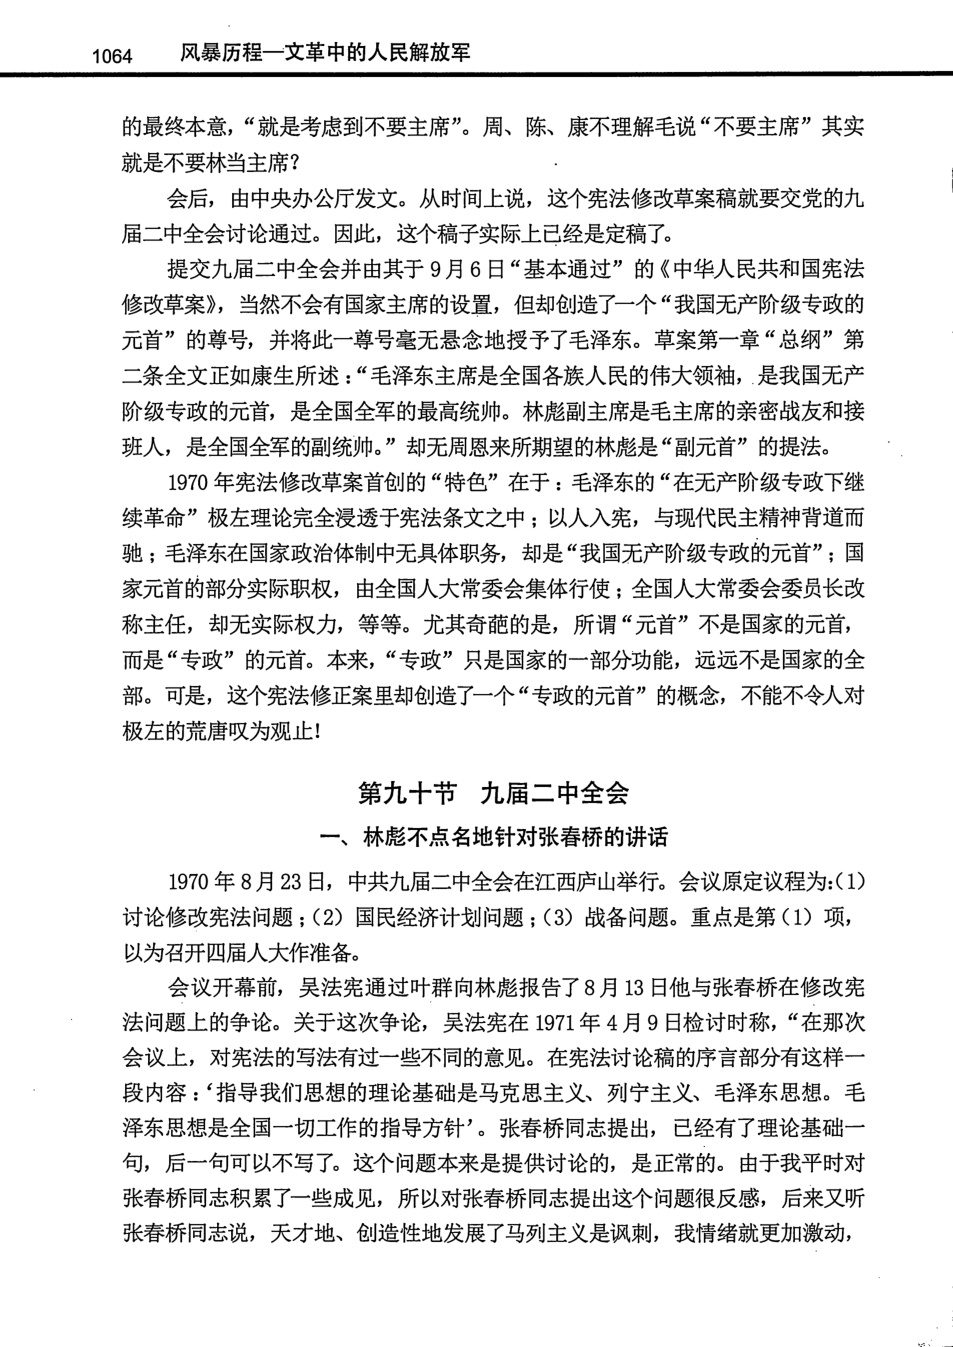 1064 风暴历程—文革中的人民解放军
的最终本意，“就是考虑到不要主席”。周、陈、康不理解毛说“不要主席”其实
就是不要林当主席？
会后，由中央办公厅发文。从时间上说，这个宪法修改草案稿就要交党的九
届二中全会讨论通过。因此，这个稿子实际上已经是定稿了。
提交九届二中全会并由其于9月6日“基本通过”的《中华人民共和国宪法
修改草案》，当然不会有国家主席的设置，但却创造了一个“我国无产阶级专政的
元首”的尊号，并将此一尊号毫无悬念地授予了毛泽东。草案第一章“总纲”第
二条全文正如康生所述：“毛泽东主席是全国各族人民的伟大领袖，是我国无产
阶级专政的元首，是全国全军的最高统帅。林彪副主席是毛主席的亲密战友和接
班人，是全国全军的副统帅。”却无周恩来所期望的林彪是“副元首”的提法。
1970年宪法修改草案首创的“特色”在于：毛泽东的“在无产阶级专政下继
续革命”极左理论完全浸透于宪法条文之中；以人入宪，与现代民主精神背道而
驰；毛泽东在国家政治体制中无具体职务，却是“我国无产阶级专政的元首”；国
家元首的部分实际职权，由全国人大常委会集体行使；全国人大常委会委员长改
称主任，却无实际权力，等等。尤其奇葩的是，所谓“元首”不是国家的元首，
而是“专政”的元首。本来，“专政”只是国家的一部分功能，远远不是国家的全
部。可是，这个宪法修正案里却创造了一个“专政的元首”的概念，不能不令人对
极左的荒唐叹为观止！
第九十节 九届二中全会
一、林彪不点名地针对张春桥的讲话
1970年8月23日，中共九届二中全会在江西庐山举行。会议原定议程为：（1）
讨论修改宪法问题；（2）国民经济计划问题；（3）战备问题。重点是第（1）项，
以为召开四届人大作准备。
会议开幕前，吴法宪通过叶群向林彪报告了8月13日他与张春桥在修改宪
法问题上的争论。关于这次争论，吴法宪在1971年4月9日检讨时称，“在那次
会议上，对宪法的写法有过一些不同的意见。在宪法讨论稿的序言部分有这样一
段内容：‘指导我们思想的理论基础是马克思主义、列宁主义、毛泽东思想。毛
泽东思想是全国一切工作的指导方针’。张春桥同志提出，已经有了理论基础一
句，后一句可以不写了。这个问题本来是提供讨论的，是正常的。由于我平时对
张春桥同志积累了一些成见，所以对张春桥同志提出这个问题很反感，后来又听
张春桥同志说，天才地、创造性地发展了马列主义是讽刺，我情绪就更加激动，